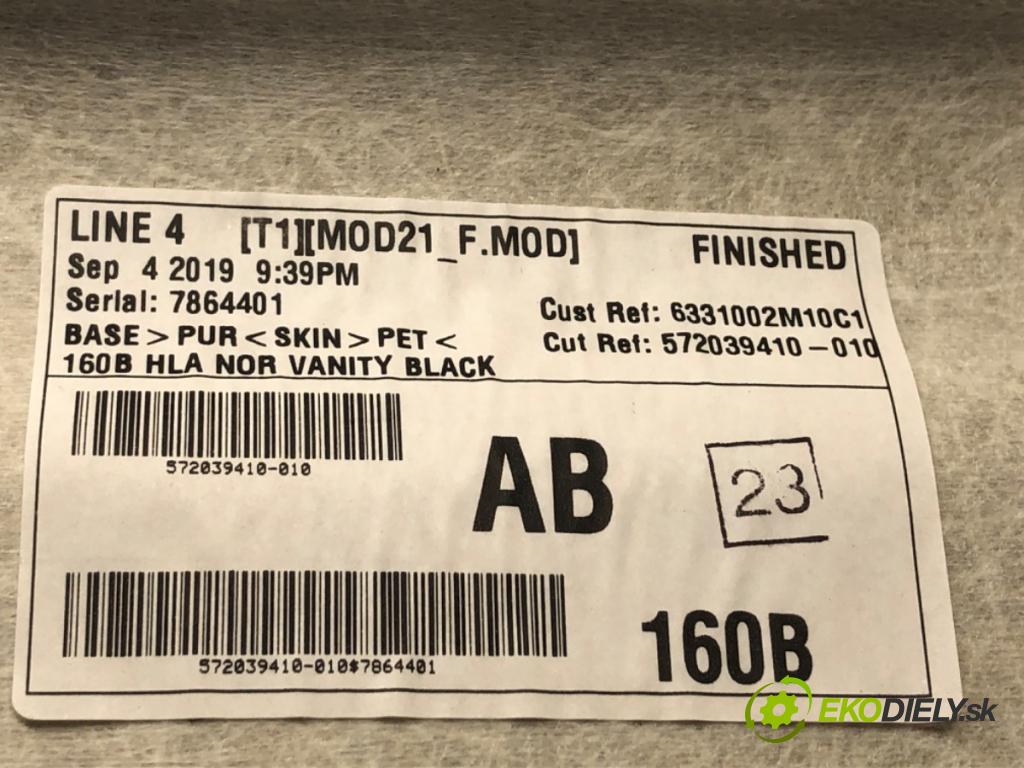 LINE 4 [T1][MOD21_F.MOD] FINISHED
Sep 4 2019 9:39PM
Serial: 7864401
Cust Ref: 6331002M10C1
BASE > PUR < SKIN > PET <
Cut Ref: 572039410-010
160B HLA NOR VANITY BLACK
572039410-010
AB
23
572039410-010$7864401
160B
EKODIELY.sk